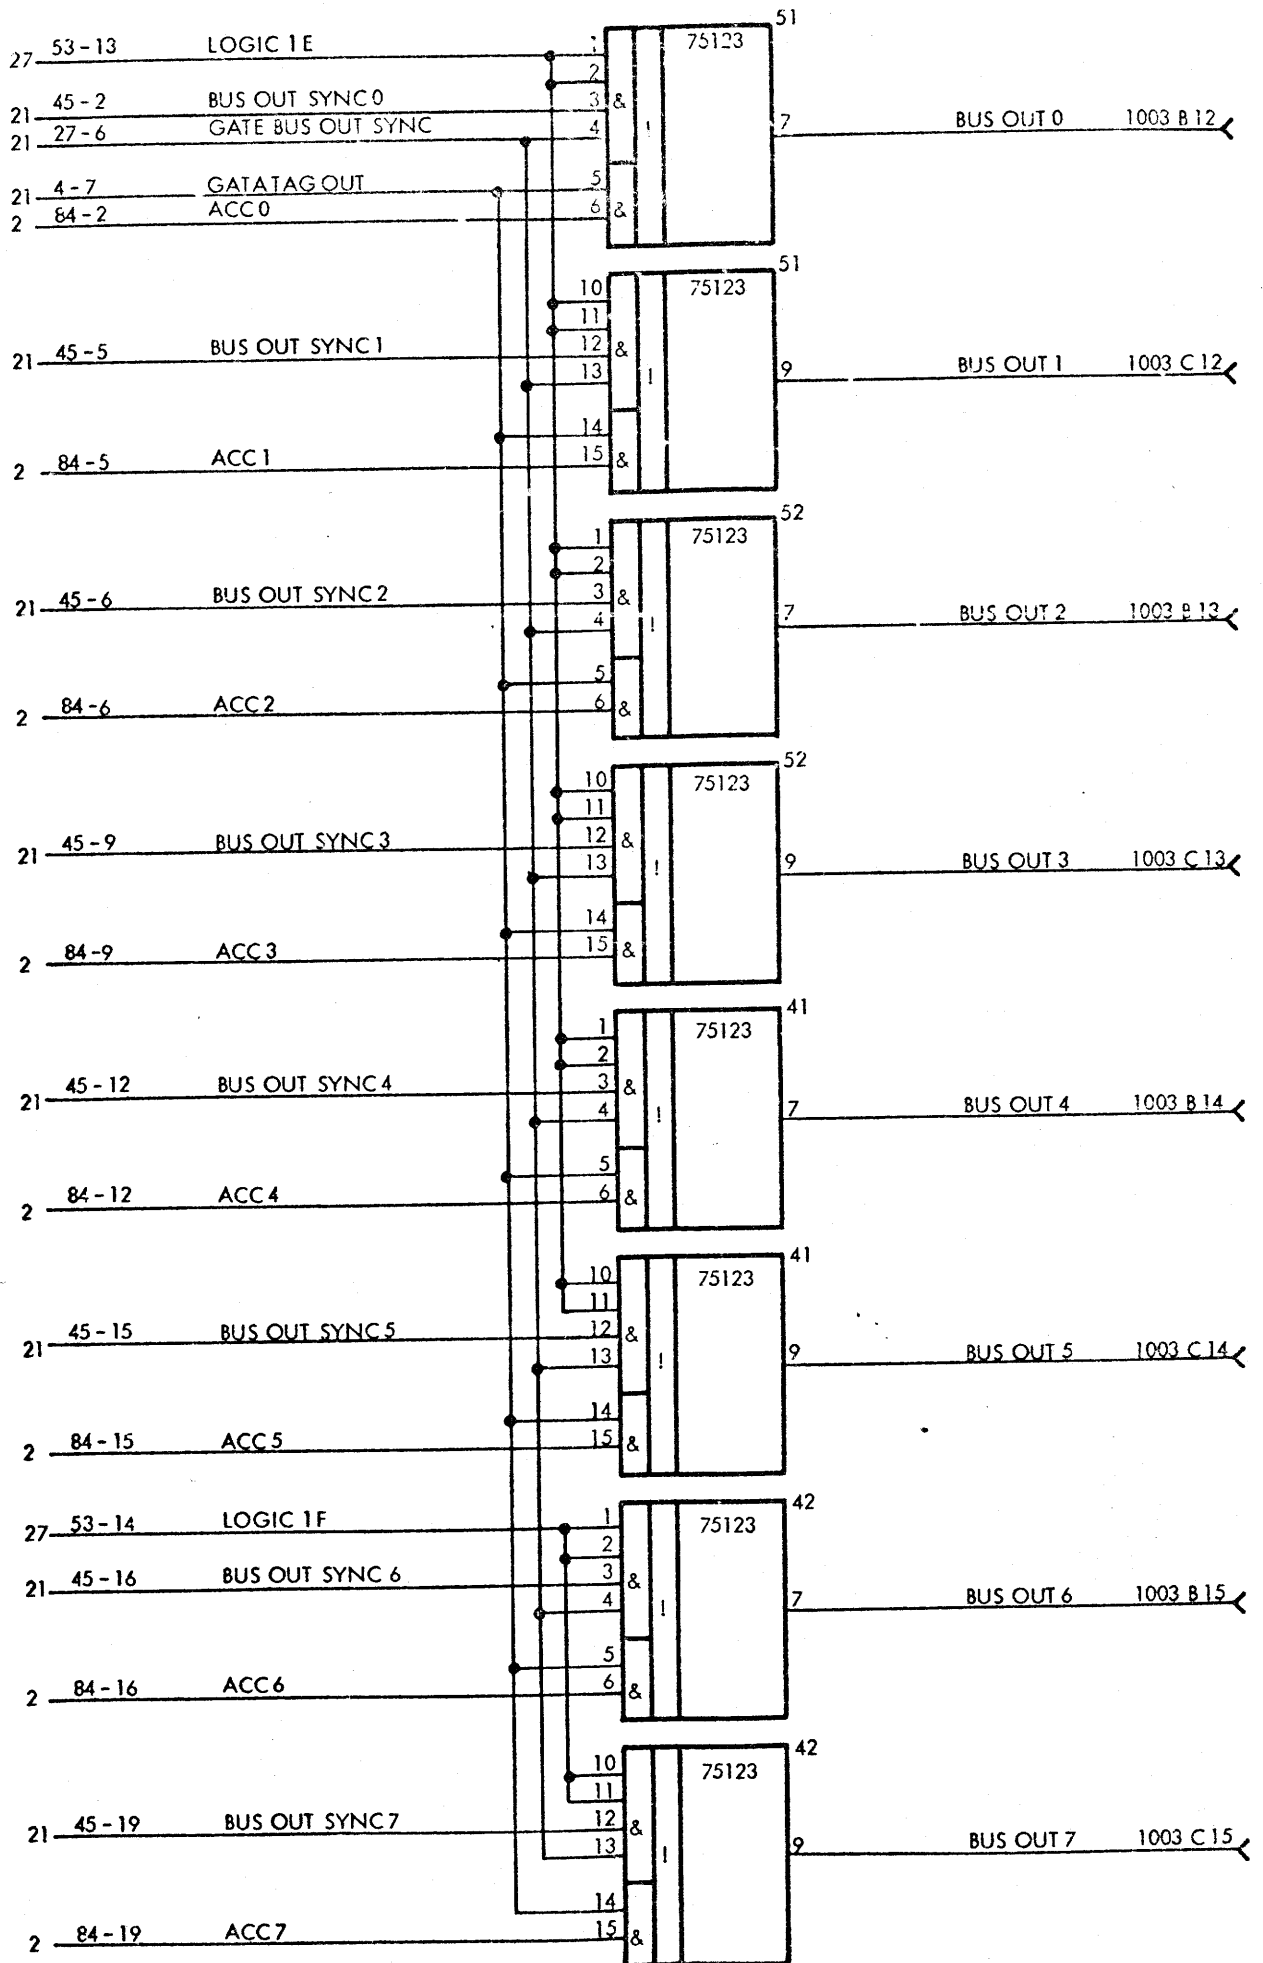 51
27 53-13 LOGIC 1E 1 75123
2
21 45-2 BUS OUT SYNC 0 3 &
21 27-6 GATE BUS OUT SYNC 4 ! 7 BUS OUT 0 1003 B 12
21 4-7 GATATAGOUT 5
2 84-2 ACC 0 6 &
51
10 75123
11
21 45-5 BUS OUT SYNC 1 12 &
13 ! 9 BUS OUT 1 1003 C 12
14
2 84-5 ACC 1 15 &
52
1 75123
2
21 45-6 BUS OUT SYNC 2 3 &
4 ! 7 BUS OUT 2 1003 B 13
5
2 84-6 ACC 2 6 &
52
10 75123
11
21 45-9 BUS OUT SYNC 3 12 &
13 ! 9 BUS OUT 3 1003 C 13
14
2 84-9 ACC 3 15 &
41
1 75123
2
21 45-12 BUS OUT SYNC 4 3 &
4 ! 7 BUS OUT 4 1003 B 14
5
2 84-12 ACC 4 6 &
41
10 75123
11
21 45-15 BUS OUT SYNC 5 12 &
13 ! 9 BUS OUT 5 1003 C 14
14
2 84-15 ACC 5 15 &
42
27 53-14 LOGIC 1F 1 75123
2
21 45-16 BUS OUT SYNC 6 3 &
4 ! 7 BUS OUT 6 1003 B 15
5
2 84-16 ACC 6 6 &
42
10 75123
11
21 45-19 BUS OUT SYNC 7 12 &
13 ! 9 BUS OUT 7 1003 C 15
14
2 84-19 ACC 7 15 &